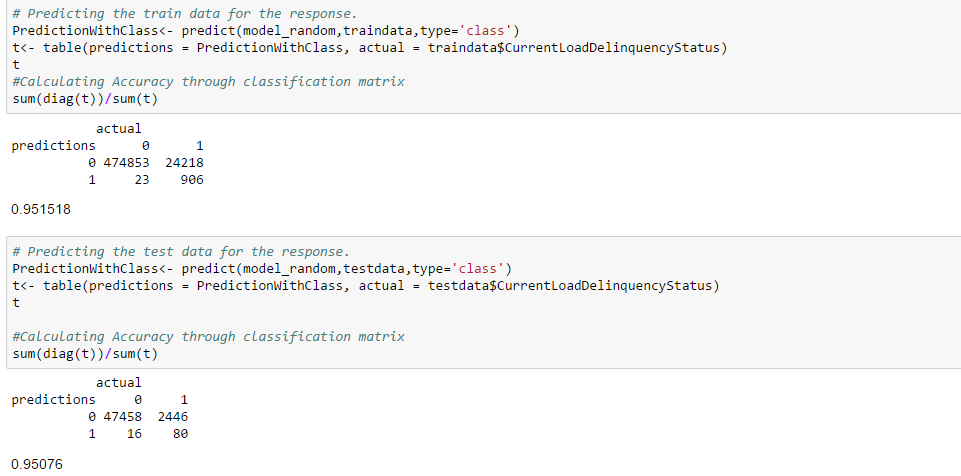 # Predicting the train data for the response.
PredictionWithClass<- predict(model_random,traindata,type='class')
t<- table(predictions = PredictionWithClass, actual = traindata$CurrentLoadDelinquencyStatus)
t
#Calculating Accuracy through classification matrix
sum(diag(t))/sum(t)
actual
predictions 0 1
0 474853 24218
1 23 906
0.951518
# Predicting the test data for the response.
PredictionWithClass<- predict(model_random,testdata,type='class')
t<- table(predictions = PredictionWithClass, actual = testdata$CurrentLoadDelinquencyStatus)
t
#Calculating Accuracy through classification matrix
sum(diag(t))/sum(t)
actual
predictions 0 1
0 47458 2446
1 16 80
0.95076